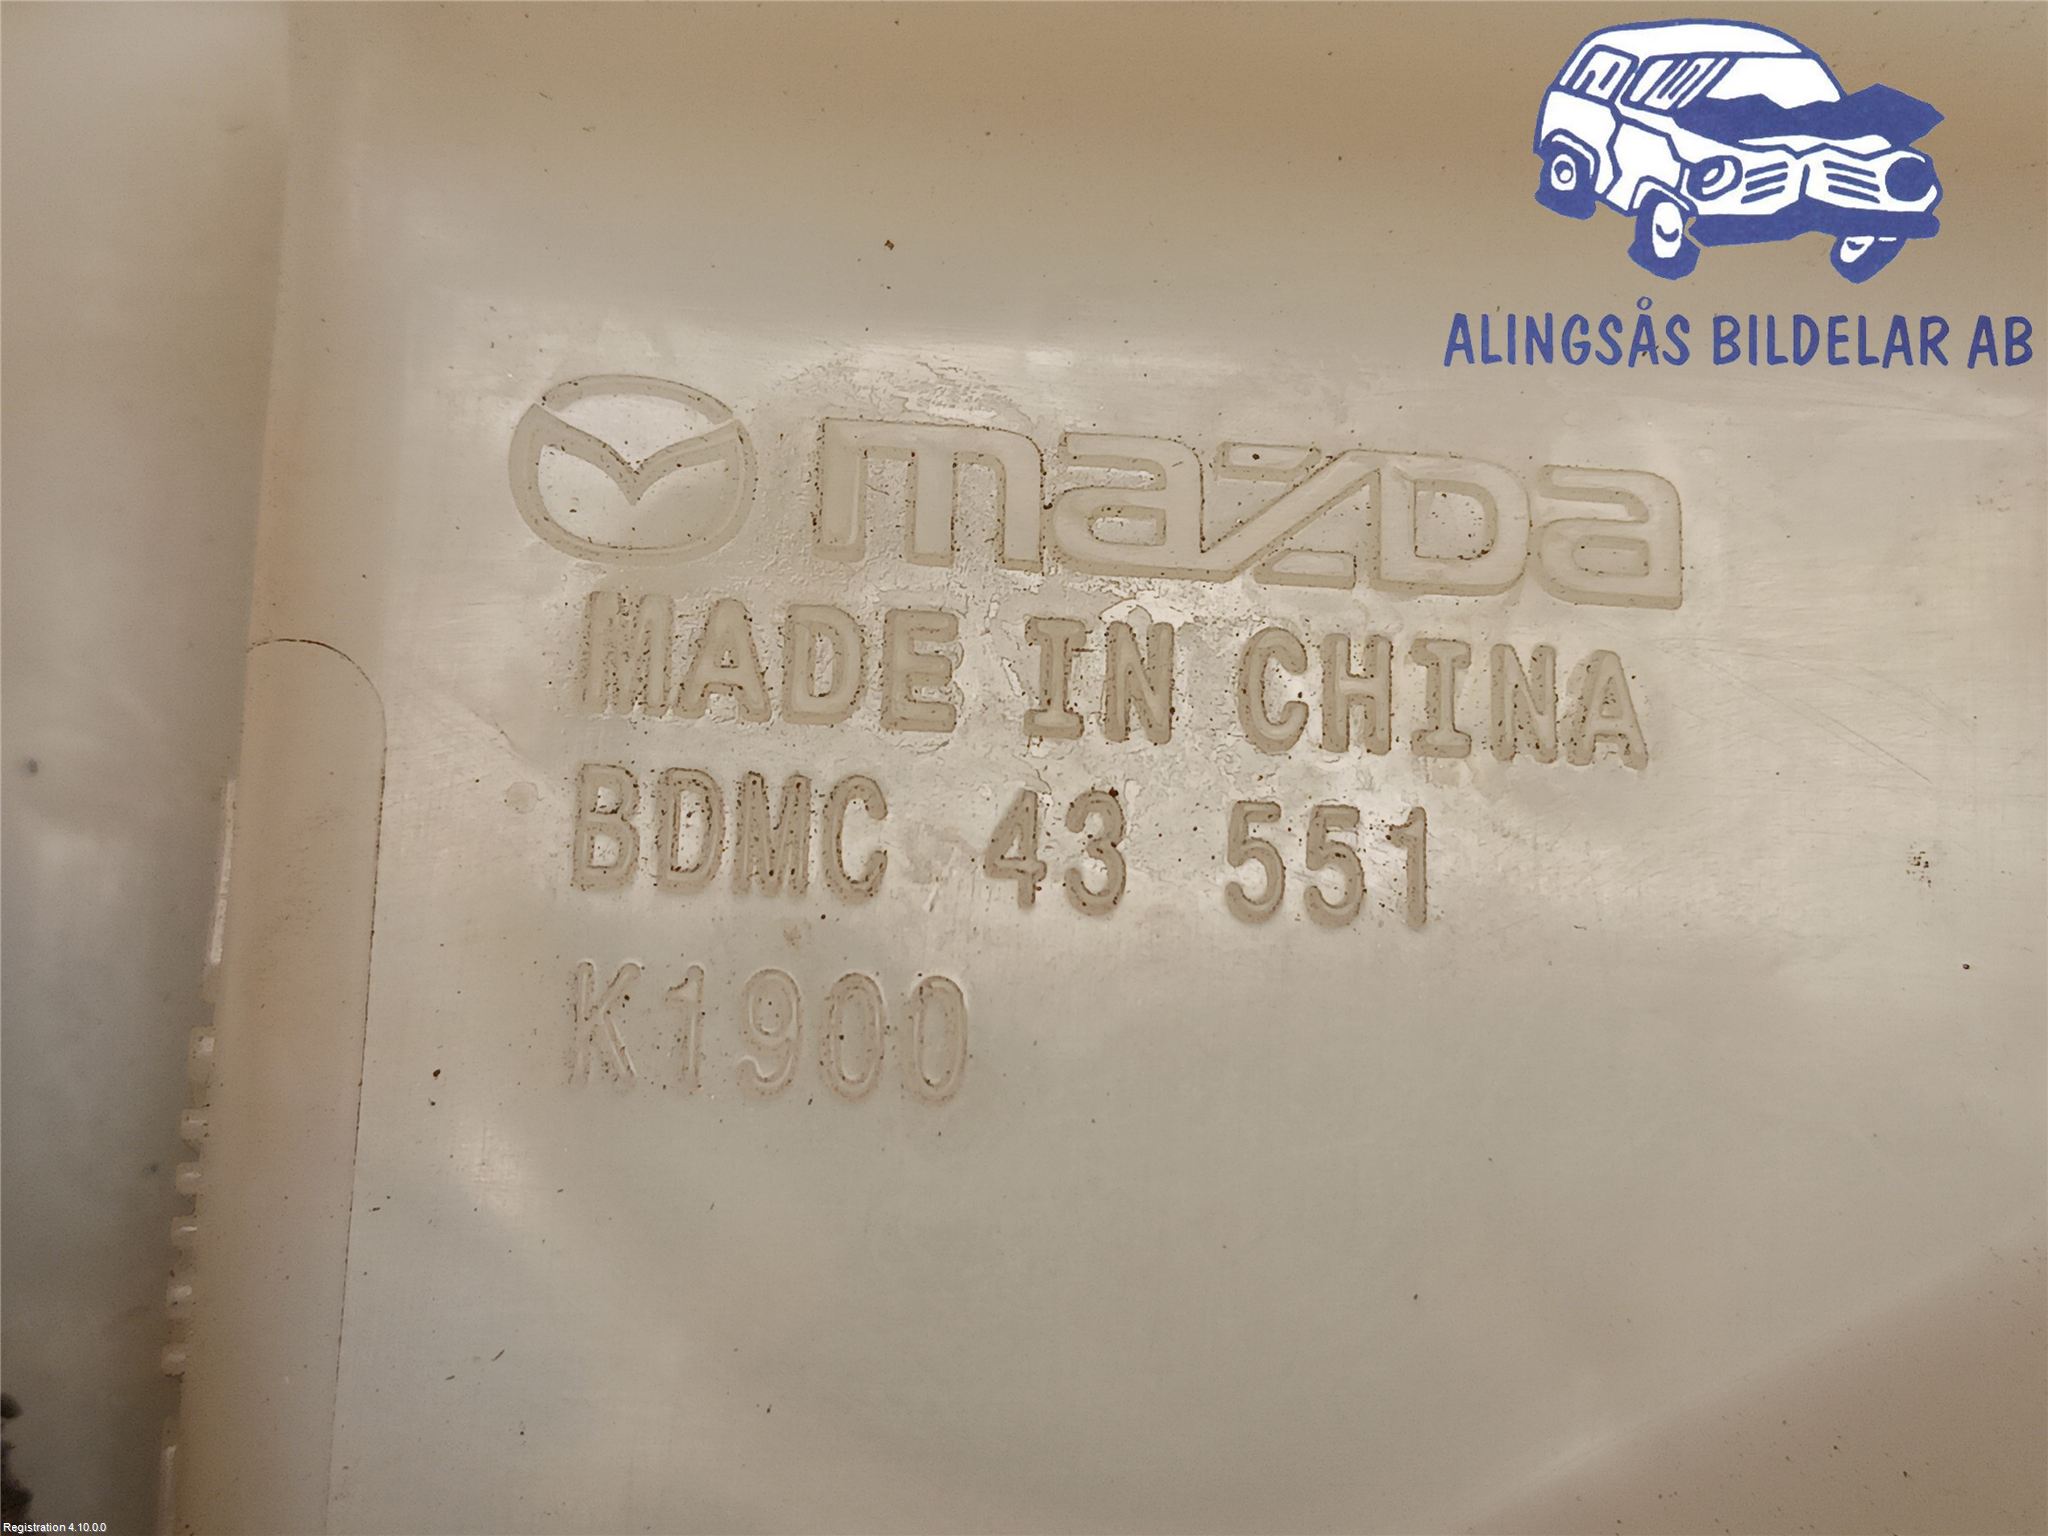 ALINGSÅS BILDELAR AB
mazda
MADE IN CHINA
BDMC 43 551
K1900
Registration 4.10.0.0